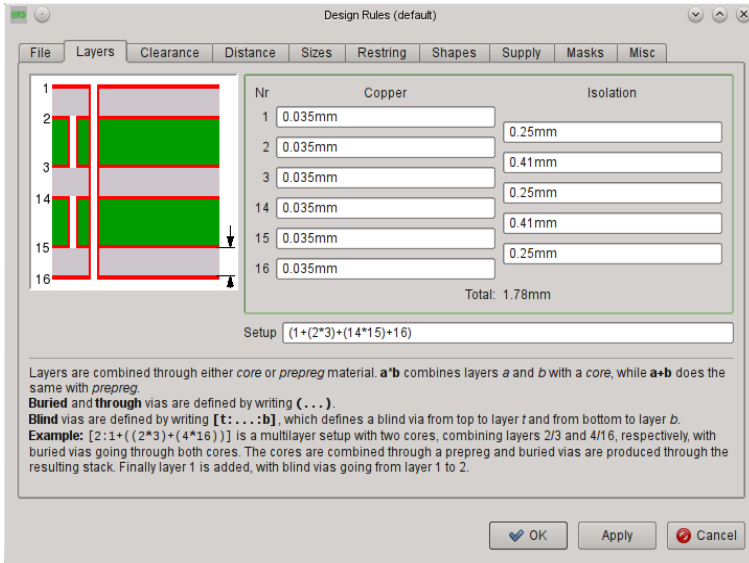 BRD
Design Rules (default)
File Layers Clearance Distance Sizes Restring Shapes Supply Masks Misc
1
2
3
14
15
16
Nr Copper Isolation
1 0.035mm
0.25mm
2 0.035mm
0.41mm
3 0.035mm
0.25mm
14 0.035mm
0.41mm
15 0.035mm
0.25mm
16 0.035mm
Total: 1.78mm
Setup (1+(2*3)+(14*15)+16)
Layers are combined through either core or prepreg material. a*b combines layers a and b with a core, while a+b does the
same with prepreg.
Buried and through vias are defined by writing (...).
Blind vias are defined by writing [t:...:b], which defines a blind via from top to layer t and from bottom to layer b.
Example: [2:1+((2*3)+(4*16))] is a multilayer setup with two cores, combining layers 2/3 and 4/16, respectively, with
buried vias going through both cores. The cores are combined through a prepreg and buried vias are produced through the
resulting stack. Finally layer 1 is added, with blind vias going from layer 1 to 2.
OK Apply Cancel